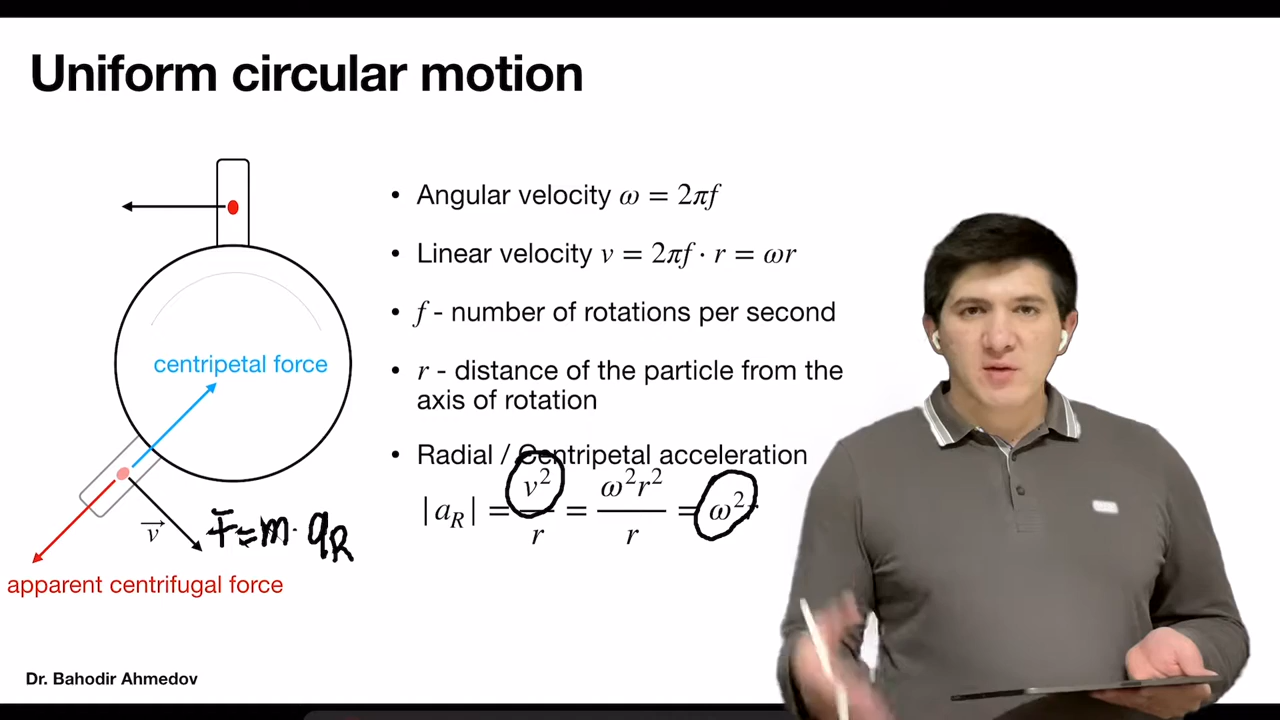 Uniform circular motion
• Angular velocity ω = 2πf
• Linear velocity v = 2πf · r = ωr
• f - number of rotations per second
• r - distance of the particle from the
axis of rotation
• Radial / Centripetal acceleration
|a_R| = v²/r = ω²r²/r = ω²r
centripetal force
v⃗
F = m · a_R
apparent centrifugal force
Dr. Bahodir Ahmedov